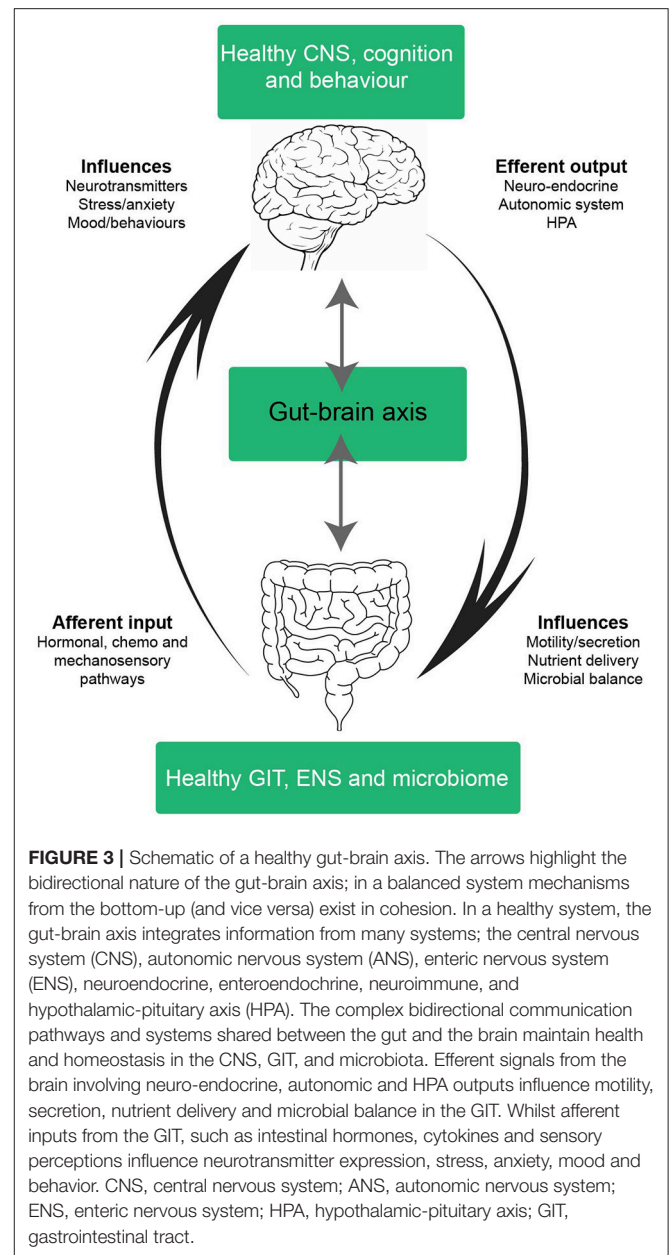 Healthy CNS, cognition
and behaviour
Influences
Neurotransmitters
Stress/anxiety
Mood/behaviours
Efferent output
Neuro-endocrine
Autonomic system
HPA
Gut-brain axis
Afferent input
Hormonal, chemo and
mechanosensory
pathways
Influences
Motility/secretion
Nutrient delivery
Microbial balance
Healthy GIT, ENS and microbiome
FIGURE 3 | Schematic of a healthy gut-brain axis. The arrows highlight the
bidirectional nature of the gut-brain axis; in a balanced system mechanisms
from the bottom-up (and vice versa) exist in cohesion. In a healthy system, the
gut-brain axis integrates information from many systems; the central nervous
system (CNS), autonomic nervous system (ANS), enteric nervous system
(ENS), neuroendocrine, enteroendochrine, neuroimmune, and
hypothalamic-pituitary axis (HPA). The complex bidirectional communication
pathways and systems shared between the gut and the brain maintain health
and homeostasis in the CNS, GIT, and microbiota. Efferent signals from the
brain involving neuro-endocrine, autonomic and HPA outputs influence motility,
secretion, nutrient delivery and microbial balance in the GIT. Whilst afferent
inputs from the GIT, such as intestinal hormones, cytokines and sensory
perceptions influence neurotransmitter expression, stress, anxiety, mood and
behavior. CNS, central nervous system; ANS, autonomic nervous system;
ENS, enteric nervous system; HPA, hypothalamic-pituitary axis; GIT,
gastrointestinal tract.